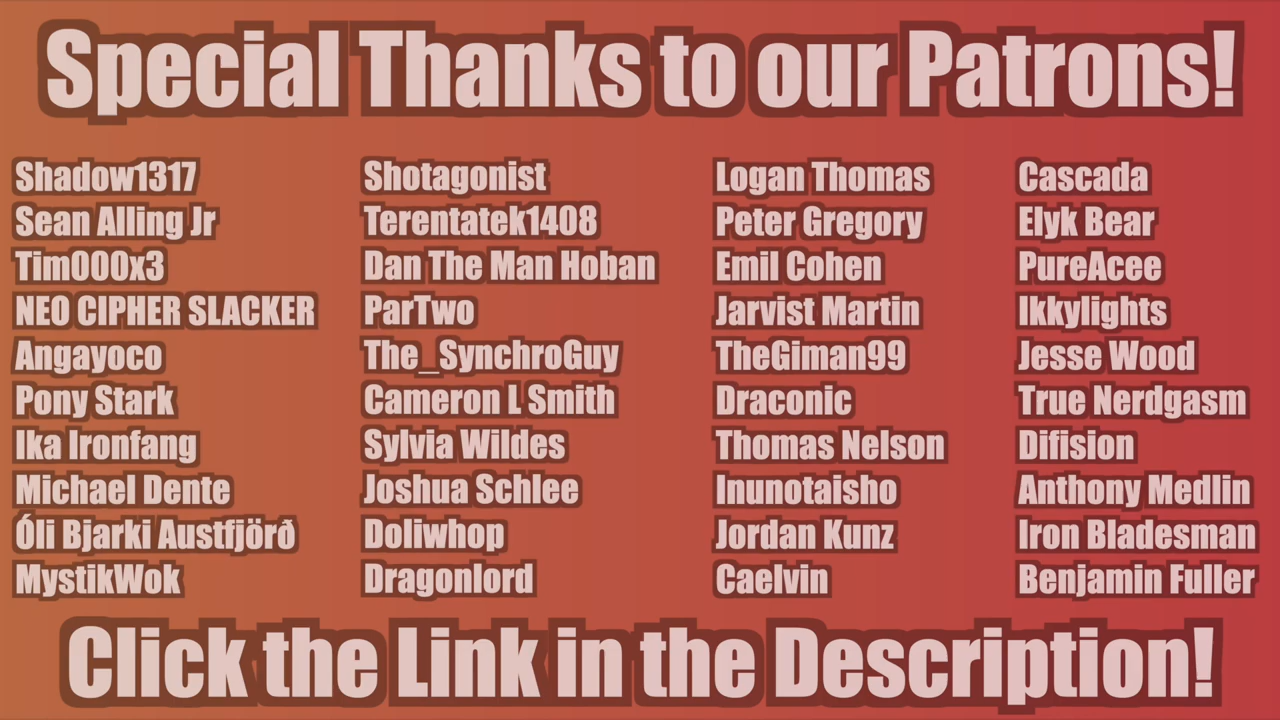 Special Thanks to our Patrons!
Shadow1317
Sean Alling Jr
Tim000x3
NEO CIPHER SLACKER
Angayoco
Pony Stark
Ika Ironfang
Michael Dente
Óli Bjarki Austfjörð
MystikWok
Shotagonist
Terentatek1408
Dan The Man Hoban
ParTwo
The_SynchroGuy
Cameron L Smith
Sylvia Wildes
Joshua Schlee
Doliwhop
Dragonlord
Logan Thomas
Peter Gregory
Emil Cohen
Jarvist Martin
TheGiman99
Draconic
Thomas Nelson
Inunotaisho
Jordan Kunz
Caelvin
Cascada
Elyk Bear
PureAcee
Ikkylights
Jesse Wood
True Nerdgasm
Difision
Anthony Medlin
Iron Bladesman
Benjamin Fuller
Click the Link in the Description!